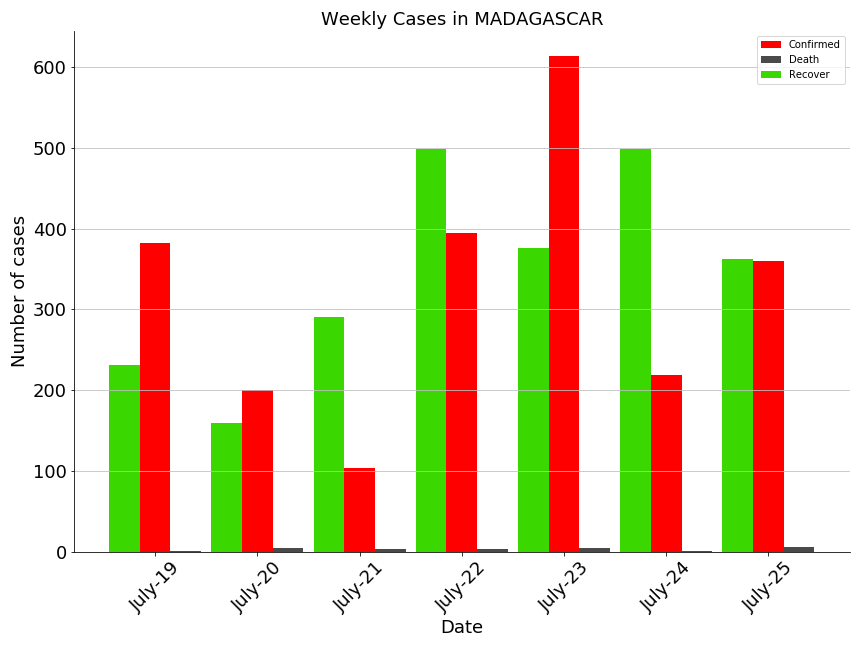 Weekly Cases in MADAGASCAR
Confirmed
Death
Recover
Number of cases
600
500
400
300
200
100
0
July-19
July-20
July-21
July-22
July-23
July-24
July-25
Date